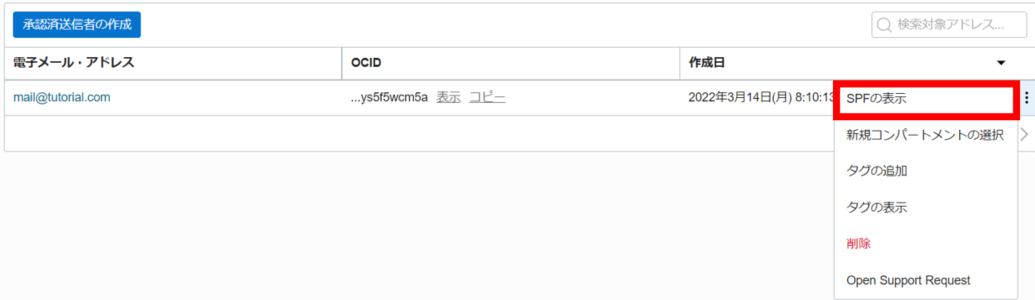 承認済送信者の作成
検索対象アドレス...
電子メール・アドレス OCID 作成日
mail@tutorial.com ...ys5f5wcm5a 表示 コピー 2022年3月14日(月) 8:10:13
SPFの表示
新規コンパートメントの選択
タグの追加
タグの表示
削除
Open Support Request